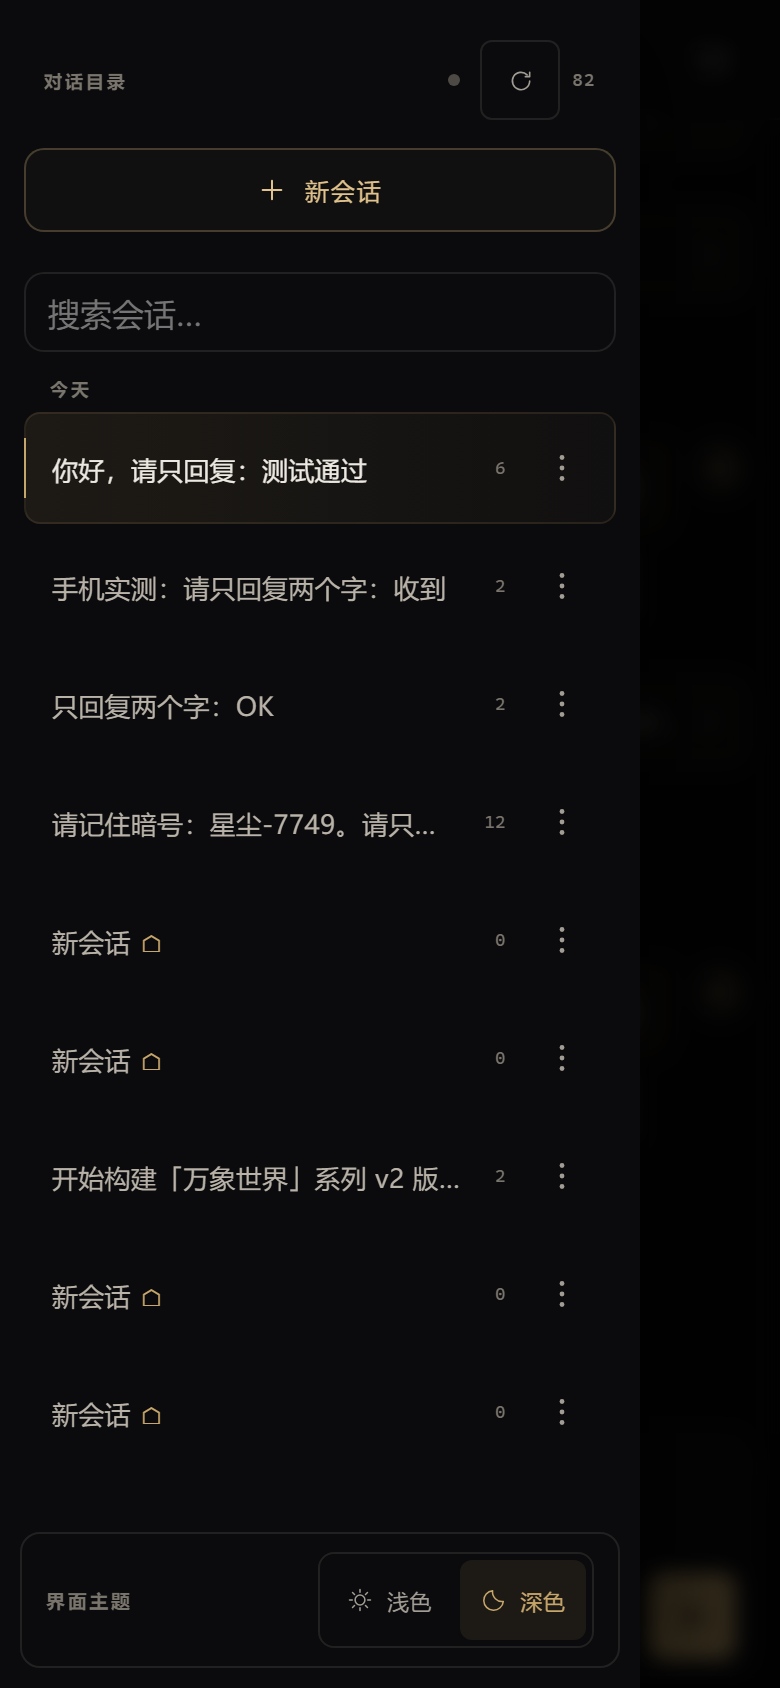 对话目录 82
新会话
搜索会话...
今天
你好，请只回复：测试通过 6
手机实测：请只回复两个字：收到 2
只回复两个字：OK 2
请记住暗号：星尘-7749。请只... 12
新会话 0
新会话 0
开始构建「万象世界」系列 v2 版... 2
新会话 0
新会话 0
界面主题 浅色 深色